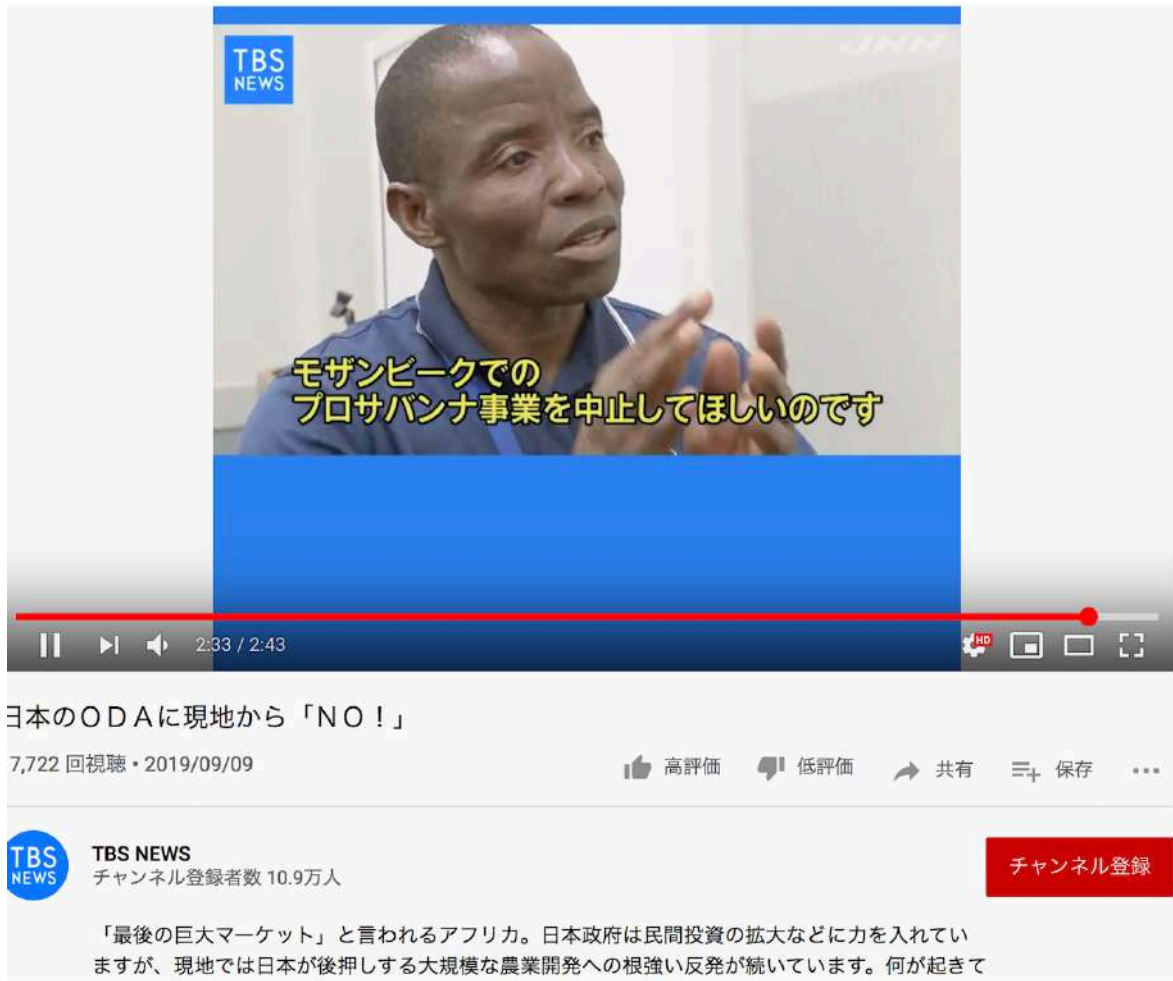 TBS
NEWS
JNN
モザンビークでの
プロサバンナ事業を中止してほしいのです
2:33 / 2:43
HD
日本のＯＤＡに現地から「ＮＯ！」
7,722 回視聴・2019/09/09
高評価
低評価
共有
保存
TBS
NEWS
TBS NEWS
チャンネル登録者数 10.9万人
チャンネル登録
「最後の巨大マーケット」と言われるアフリカ。日本政府は民間投資の拡大などに力を入れてい
ますが、現地では日本が後押しする大規模な農業開発への根強い反発が続いています。何が起きて